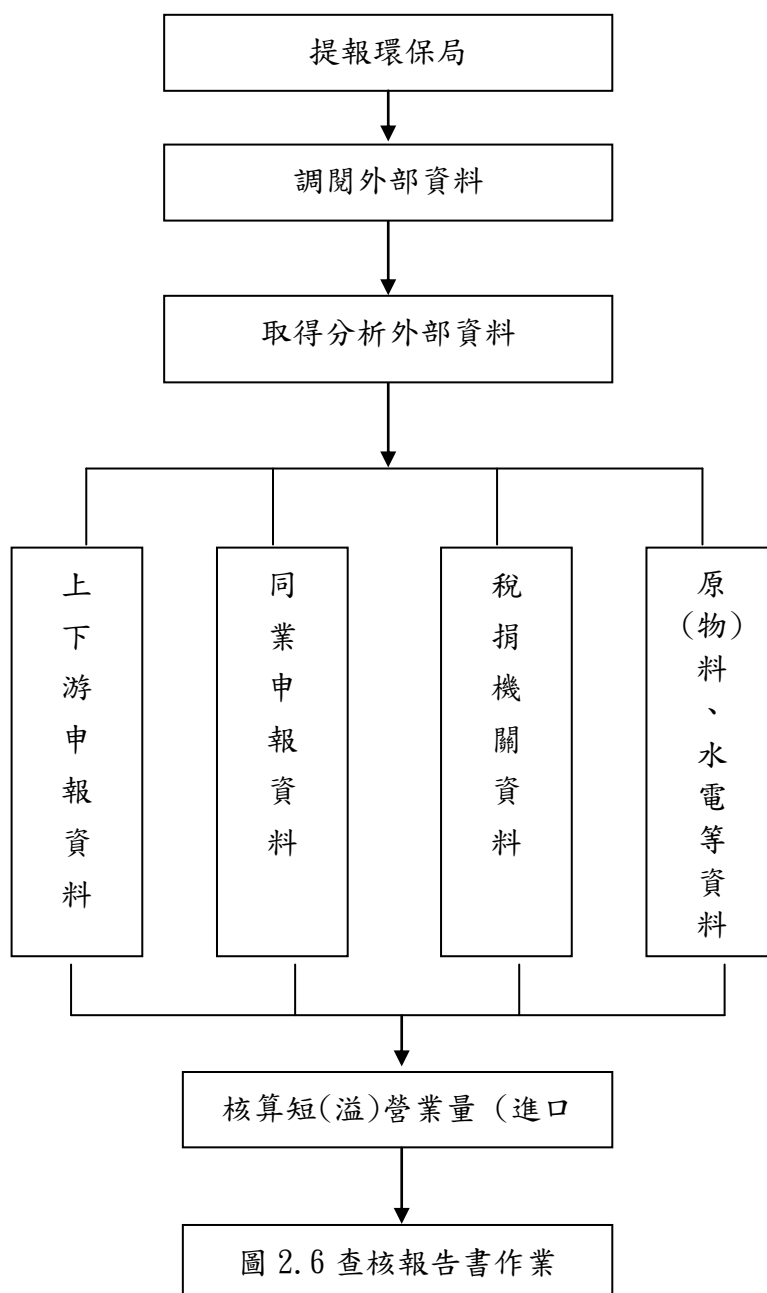 提報環保局
調閱外部資料
取得分析外部資料
上下游申報資料
同業申報資料
稅捐機關資料
原(物)料、水電等資料
核算短(溢)營業量 (進口
圖 2.6 查核報告書作業